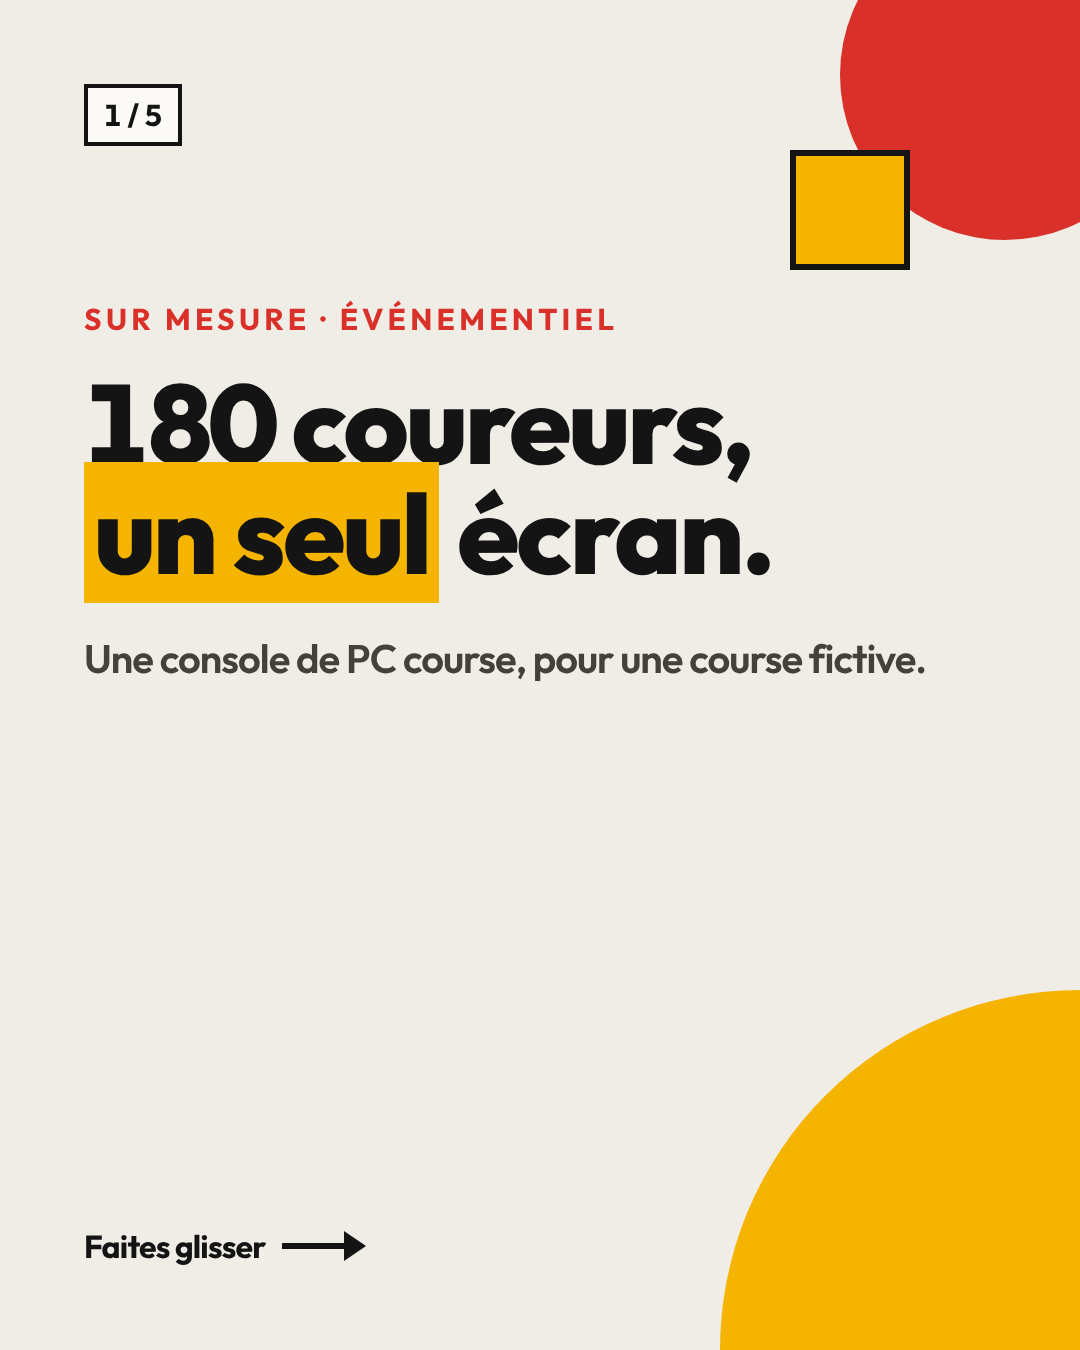 1 / 5
SUR MESURE · ÉVÉNEMENTIEL
180 coureurs,
un seul écran.
Une console de PC course, pour une course fictive.
Faites glisser